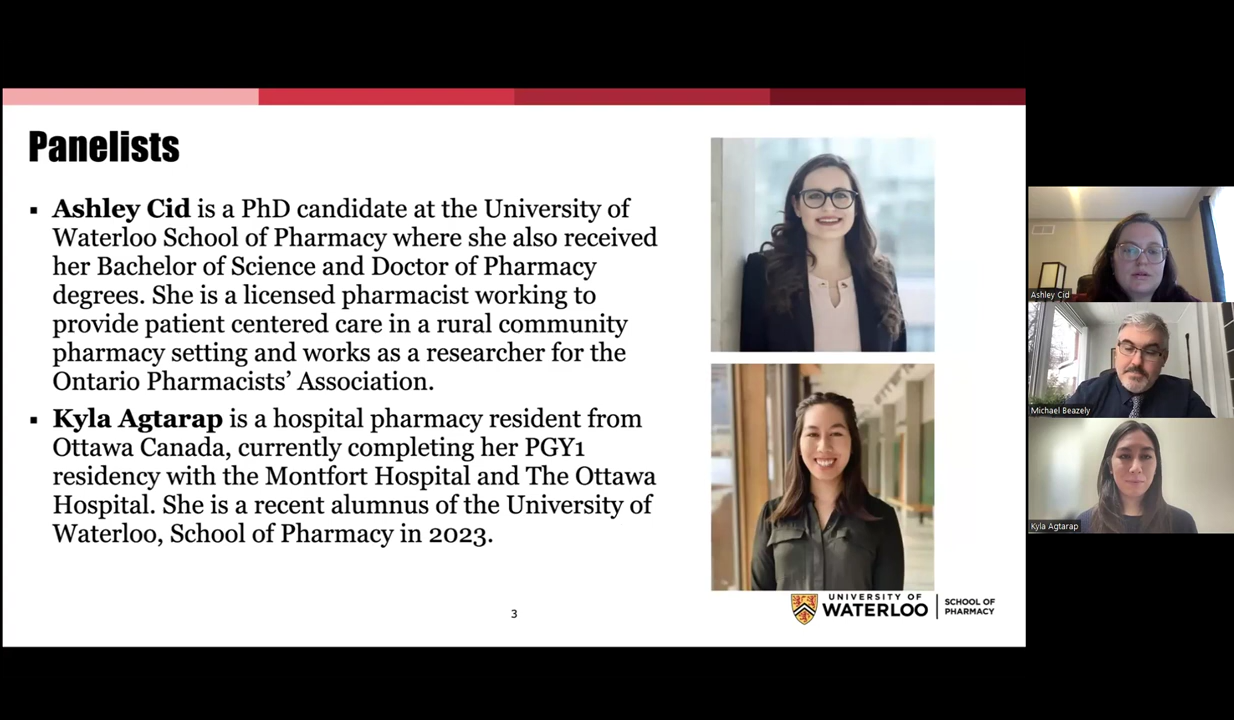 Panelists
▪ Ashley Cid is a PhD candidate at the University of
Waterloo School of Pharmacy where she also received
her Bachelor of Science and Doctor of Pharmacy
degrees. She is a licensed pharmacist working to
provide patient centered care in a rural community
pharmacy setting and works as a researcher for the
Ontario Pharmacists’ Association.
▪ Kyla Agtarap is a hospital pharmacy resident from
Ottawa Canada, currently completing her PGY1
residency with the Montfort Hospital and The Ottawa
Hospital. She is a recent alumnus of the University of
Waterloo, School of Pharmacy in 2023.
3
UNIVERSITY OF
WATERLOO
SCHOOL OF
PHARMACY
Ashley Cid
Michael Beazely
Kyla Agtarap